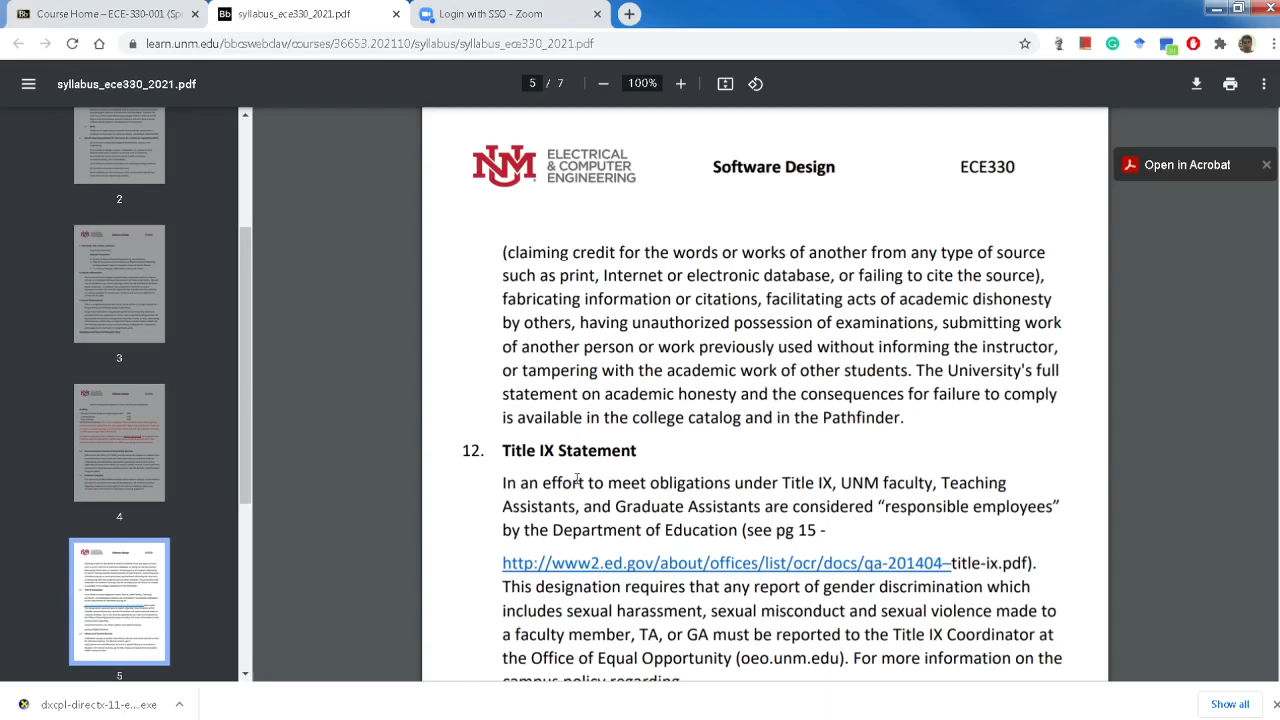 Course Home – ECE-330-001 (Spr
syllabus_ece330_2021.pdf
Login with SSO - Zoom
learn.unm.edu/bbcswebdav/courses/36653.202110/syllabus/syllabus_ece330_2021.pdf
syllabus_ece330_2021.pdf
5 / 7
100%
Open in Acrobat
2
3
4
5
UNM ELECTRICAL & COMPUTER ENGINEERING
Software Design
ECE330
(claiming credit for the words or works of another from any type of source
such as print, Internet or electronic database, or failing to cite the source),
fabricating information or citations, facilitating acts of academic dishonesty
by others, having unauthorized possession of examinations, submitting work
of another person or work previously used without informing the instructor,
or tampering with the academic work of other students. The University's full
statement on academic honesty and the consequences for failure to comply
is available in the college catalog and in the Pathfinder.
12. Title IX Statement
In an effort to meet obligations under Title IX, UNM faculty, Teaching
Assistants, and Graduate Assistants are considered “responsible employees”
by the Department of Education (see pg 15 -
http://www2.ed.gov/about/offices/list/ocr/docs/qa-201404–title-ix.pdf).
This designation requires that any report of gender discrimination which
includes sexual harassment, sexual misconduct and sexual violence made to
a faculty member, TA, or GA must be reported to the Title IX Coordinator at
the Office of Equal Opportunity (oeo.unm.edu). For more information on the
campus policy regarding
dxcpl-directx-11-e....exe
Show all